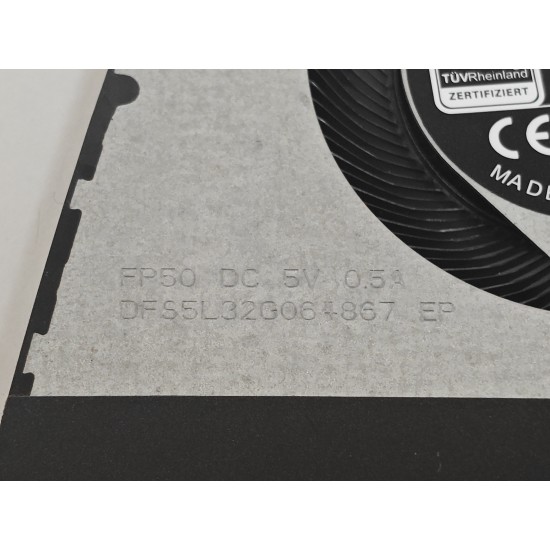 TÜVRheinland
ZERTIFIZIERT
CE
MADE
FP50 DC 5V 0.5A
DFS5L32G064867 EP